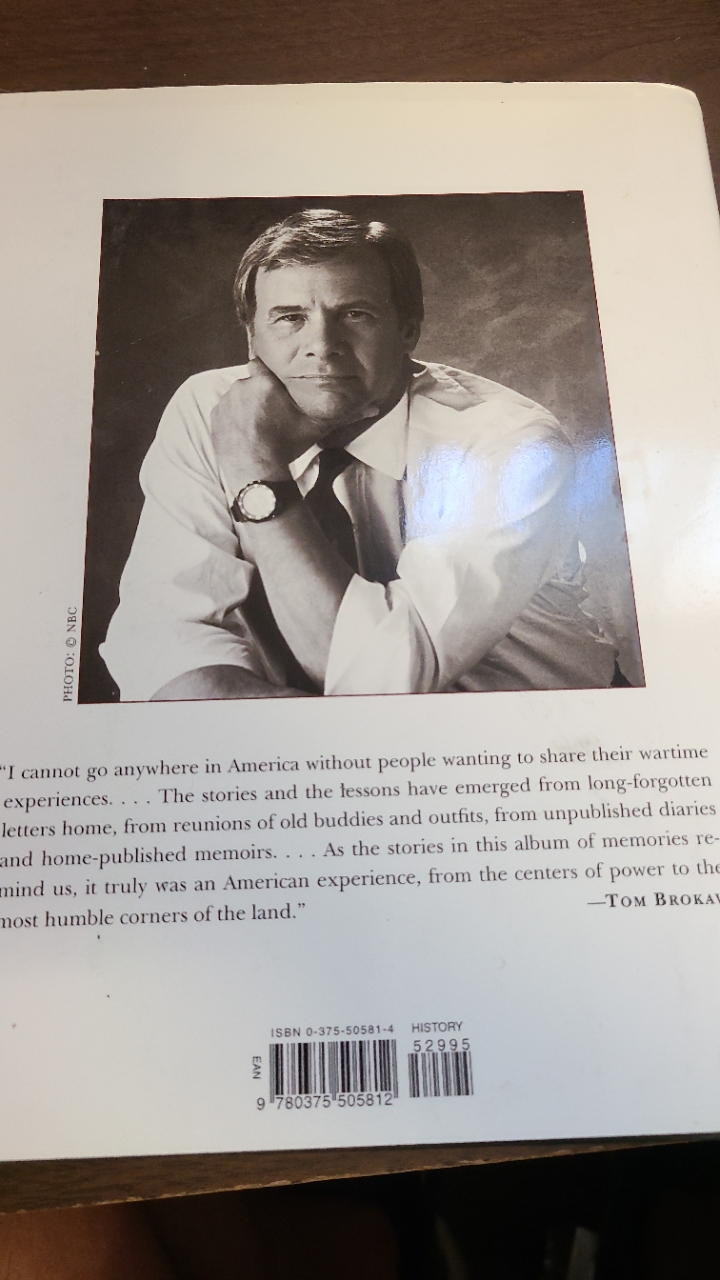 PHOTO: © NBC
“I cannot go anywhere in America without people wanting to share their wartime
experiences. . . . The stories and the lessons have emerged from long-forgotten
letters home, from reunions of old buddies and outfits, from unpublished diaries
and home-published memoirs. . . . As the stories in this album of memories re-
mind us, it truly was an American experience, from the centers of power to the
most humble corners of the land.”
—TOM BROKAW
ISBN 0-375-50581-4 HISTORY
52995
EAN
9 780375 505812